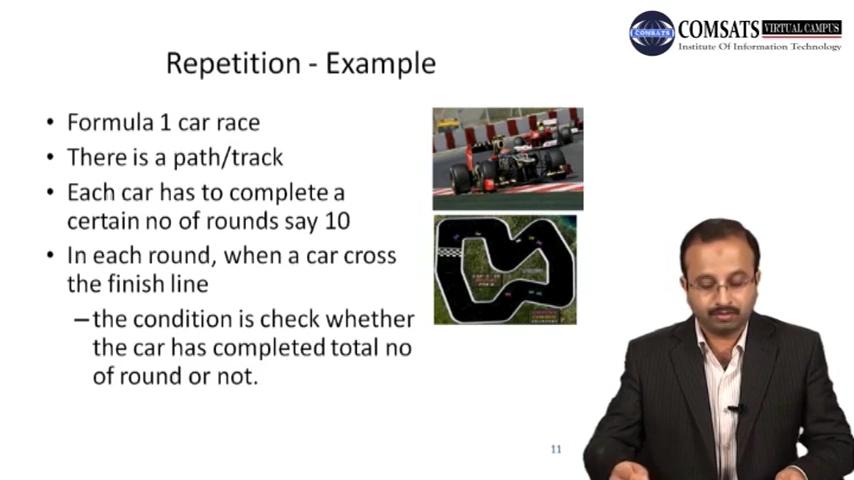 COMSATS
COMSATS VIRTUAL CAMPUS
Institute Of Information Technology
Repetition - Example
• Formula 1 car race
• There is a path/track
• Each car has to complete a
certain no of rounds say 10
• In each round, when a car cross
the finish line
– the condition is check whether
the car has completed total no
of round or not.
11